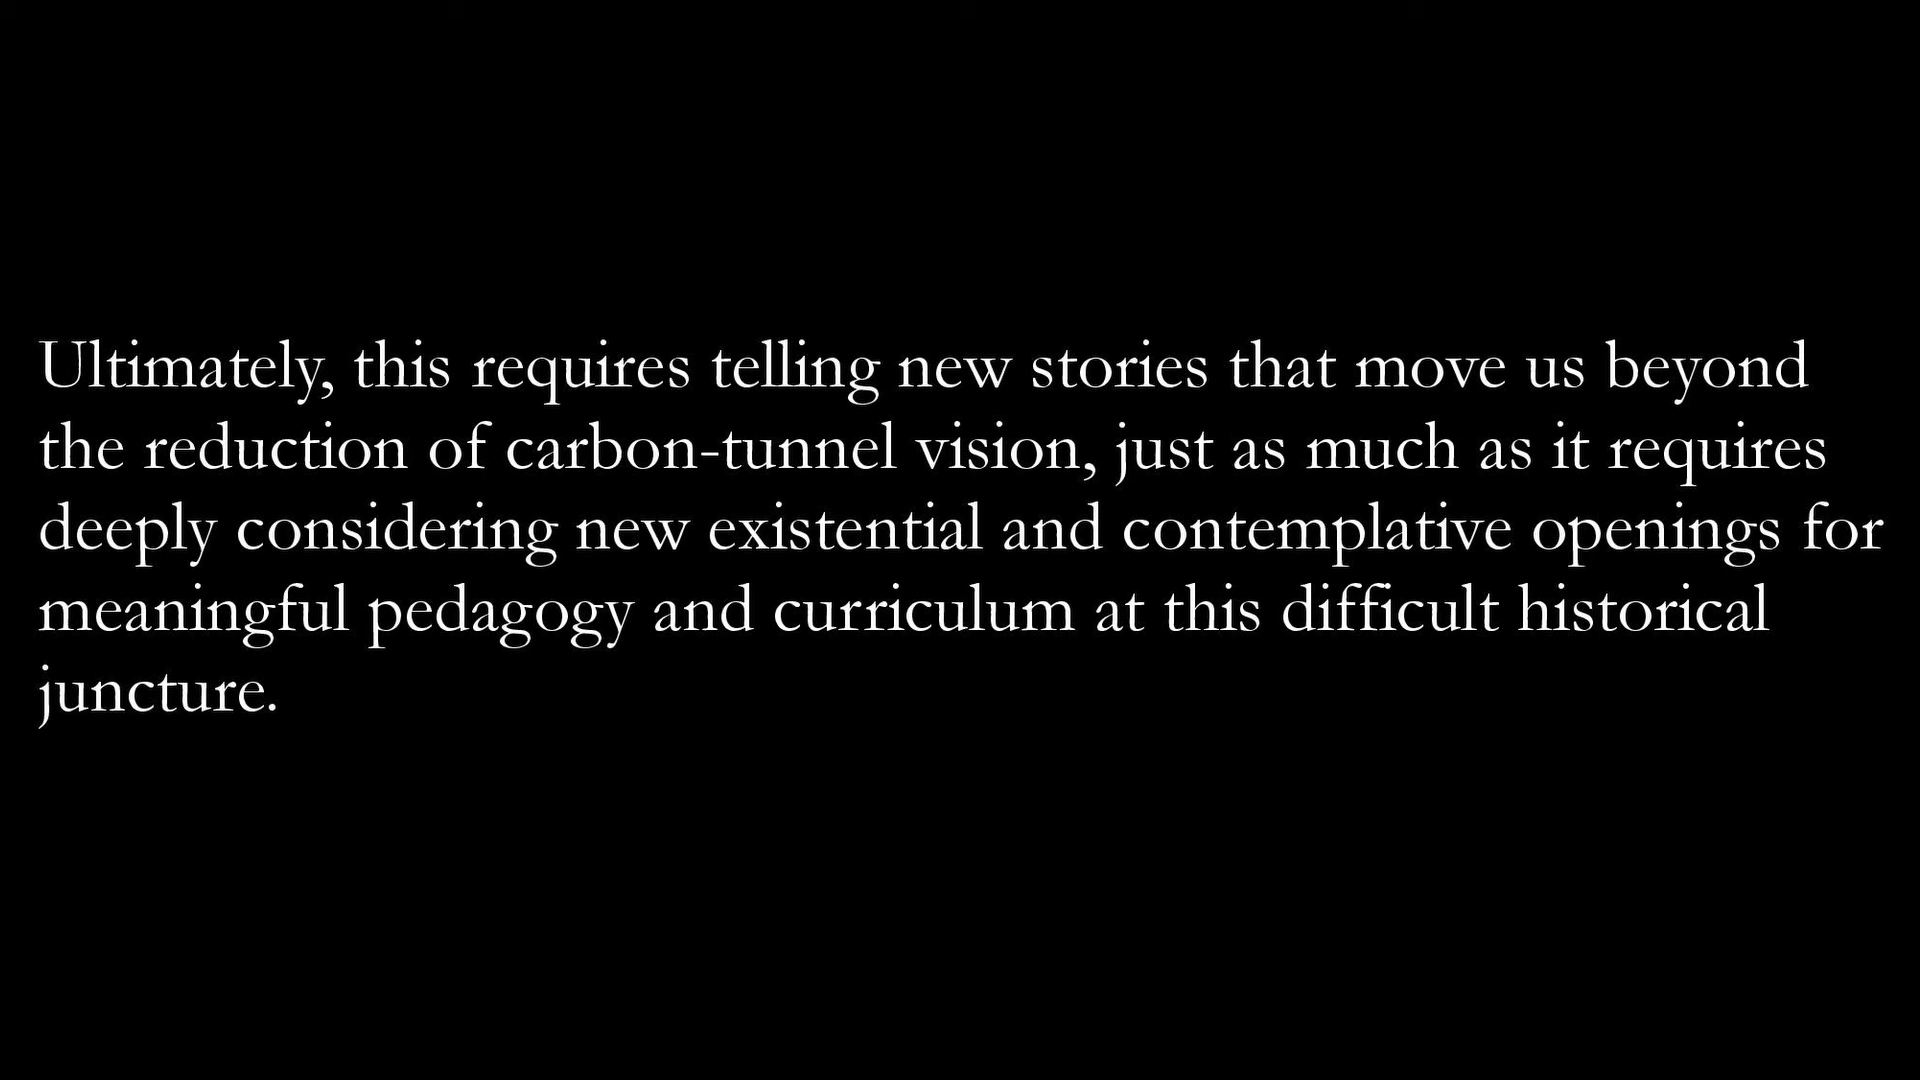 Ultimately, this requires telling new stories that move us beyond
the reduction of carbon-tunnel vision, just as much as it requires
deeply considering new existential and contemplative openings for
meaningful pedagogy and curriculum at this difficult historical
juncture.